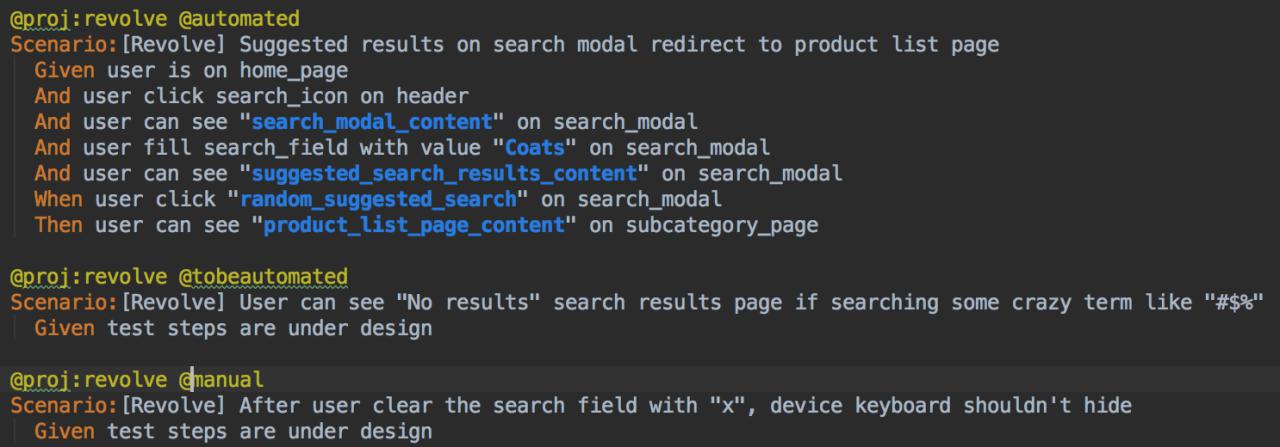 @proj:revolve @automated
Scenario:[Revolve] Suggested results on search modal redirect to product list page
Given user is on home_page
And user click search_icon on header
And user can see "search_modal_content" on search_modal
And user fill search_field with value "Coats" on search_modal
And user can see "suggested_search_results_content" on search_modal
When user click "random_suggested_search" on search_modal
Then user can see "product_list_page_content" on subcategory_page
@proj:revolve @tobeautomated
Scenario:[Revolve] User can see "No results" search results page if searching some crazy term like "#$%"
Given test steps are under design
@proj:revolve @manual
Scenario:[Revolve] After user clear the search field with "x", device keyboard shouldn't hide
Given test steps are under design